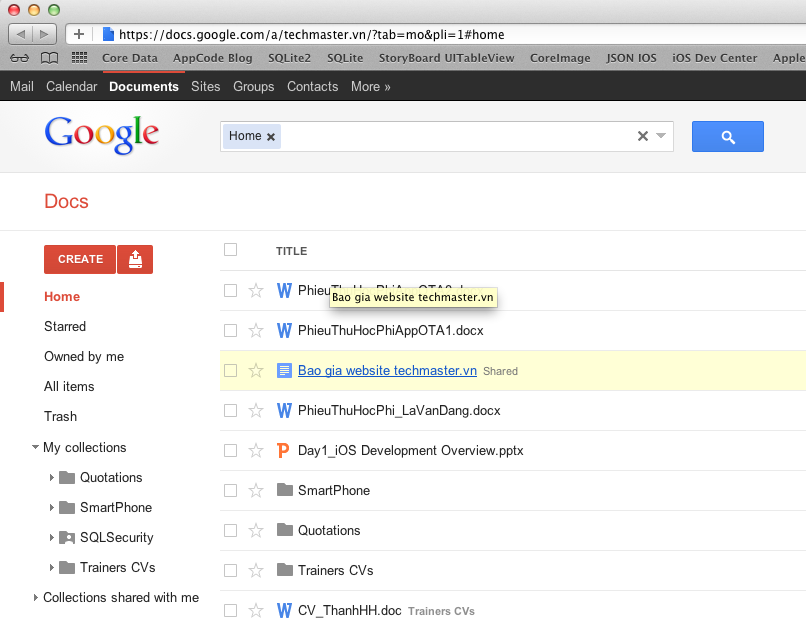 https://docs.google.com/a/techmaster.vn/?tab=mo&pli=1#home
Core Data AppCode Blog SQLite2 SQLite StoryBoard UITableView CoreImage JSON IOS iOS Dev Center Apple
Mail Calendar Documents Sites Groups Contacts More »
Google
Home
Docs
CREATE
TITLE
Home
Starred
Owned by me
All items
Trash
My collections
Quotations
SmartPhone
SQLSecurity
Trainers CVs
Collections shared with me
Bao gia website techmaster.vn
PhieuThuHocPhiAppOTA1.docx
Bao gia website techmaster.vn Shared
PhieuThuHocPhi_LaVanDang.docx
Day1_iOS Development Overview.pptx
SmartPhone
Quotations
Trainers CVs
CV_ThanhHH.doc Trainers CVs